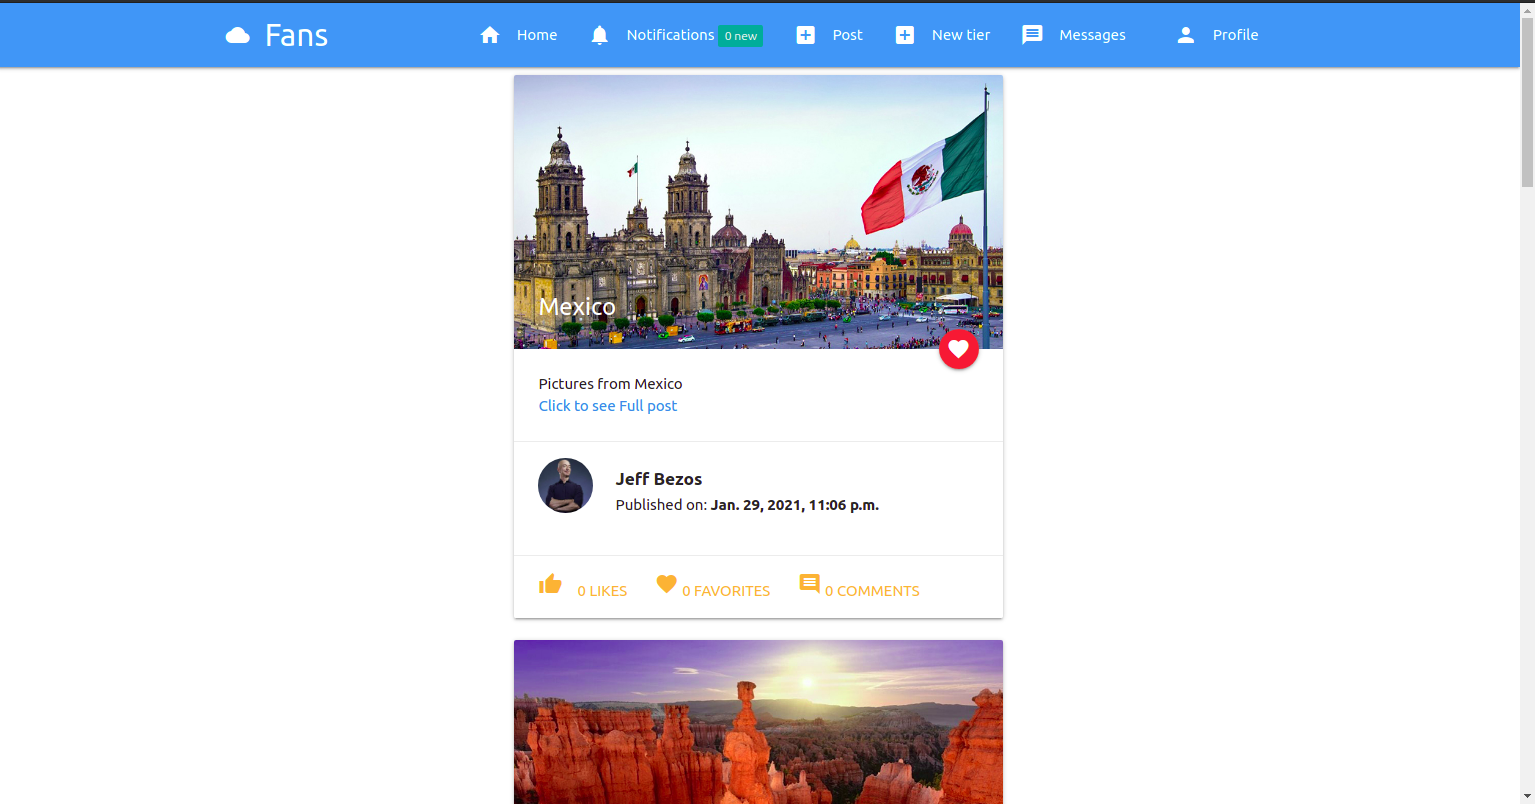 Fans
Home
Notifications 0 new
Post
New tier
Messages
Profile
Mexico
Pictures from Mexico
Click to see Full post
Jeff Bezos
Published on: Jan. 29, 2021, 11:06 p.m.
0 LIKES
0 FAVORITES
0 COMMENTS